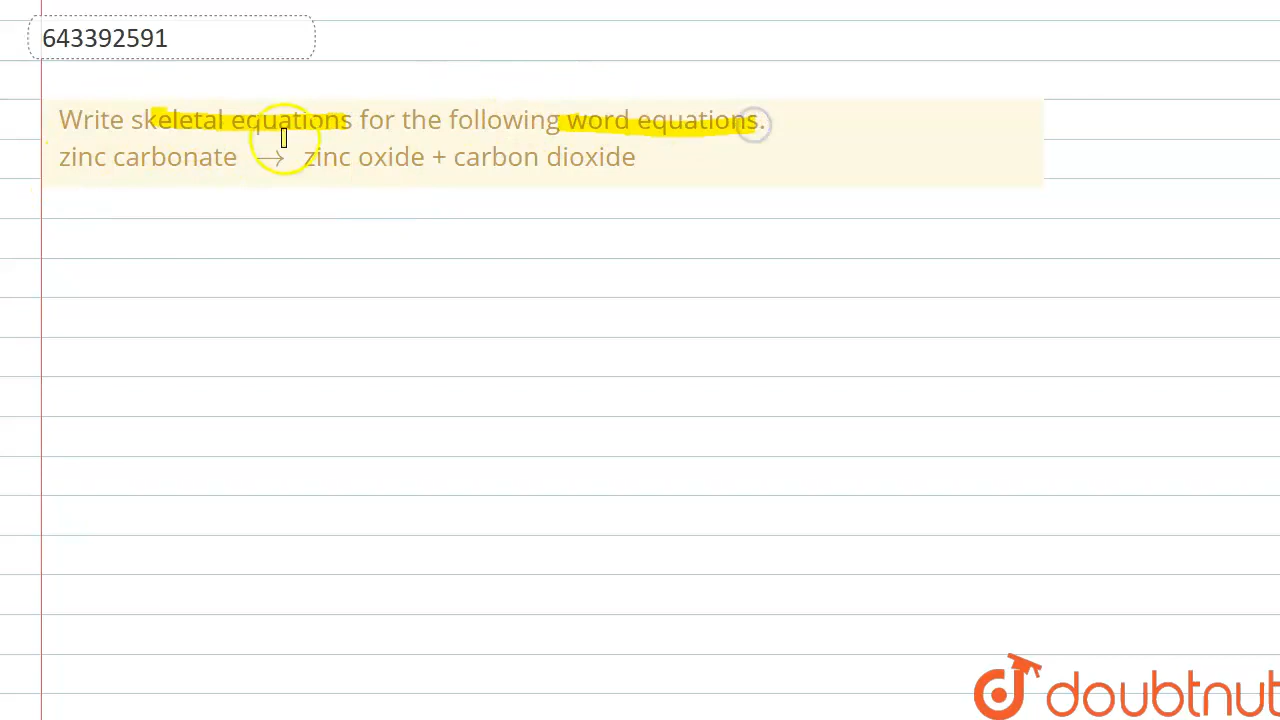 643392591
Write skeletal equations for the following word equations.
zinc carbonate → zinc oxide + carbon dioxide
doubtnut